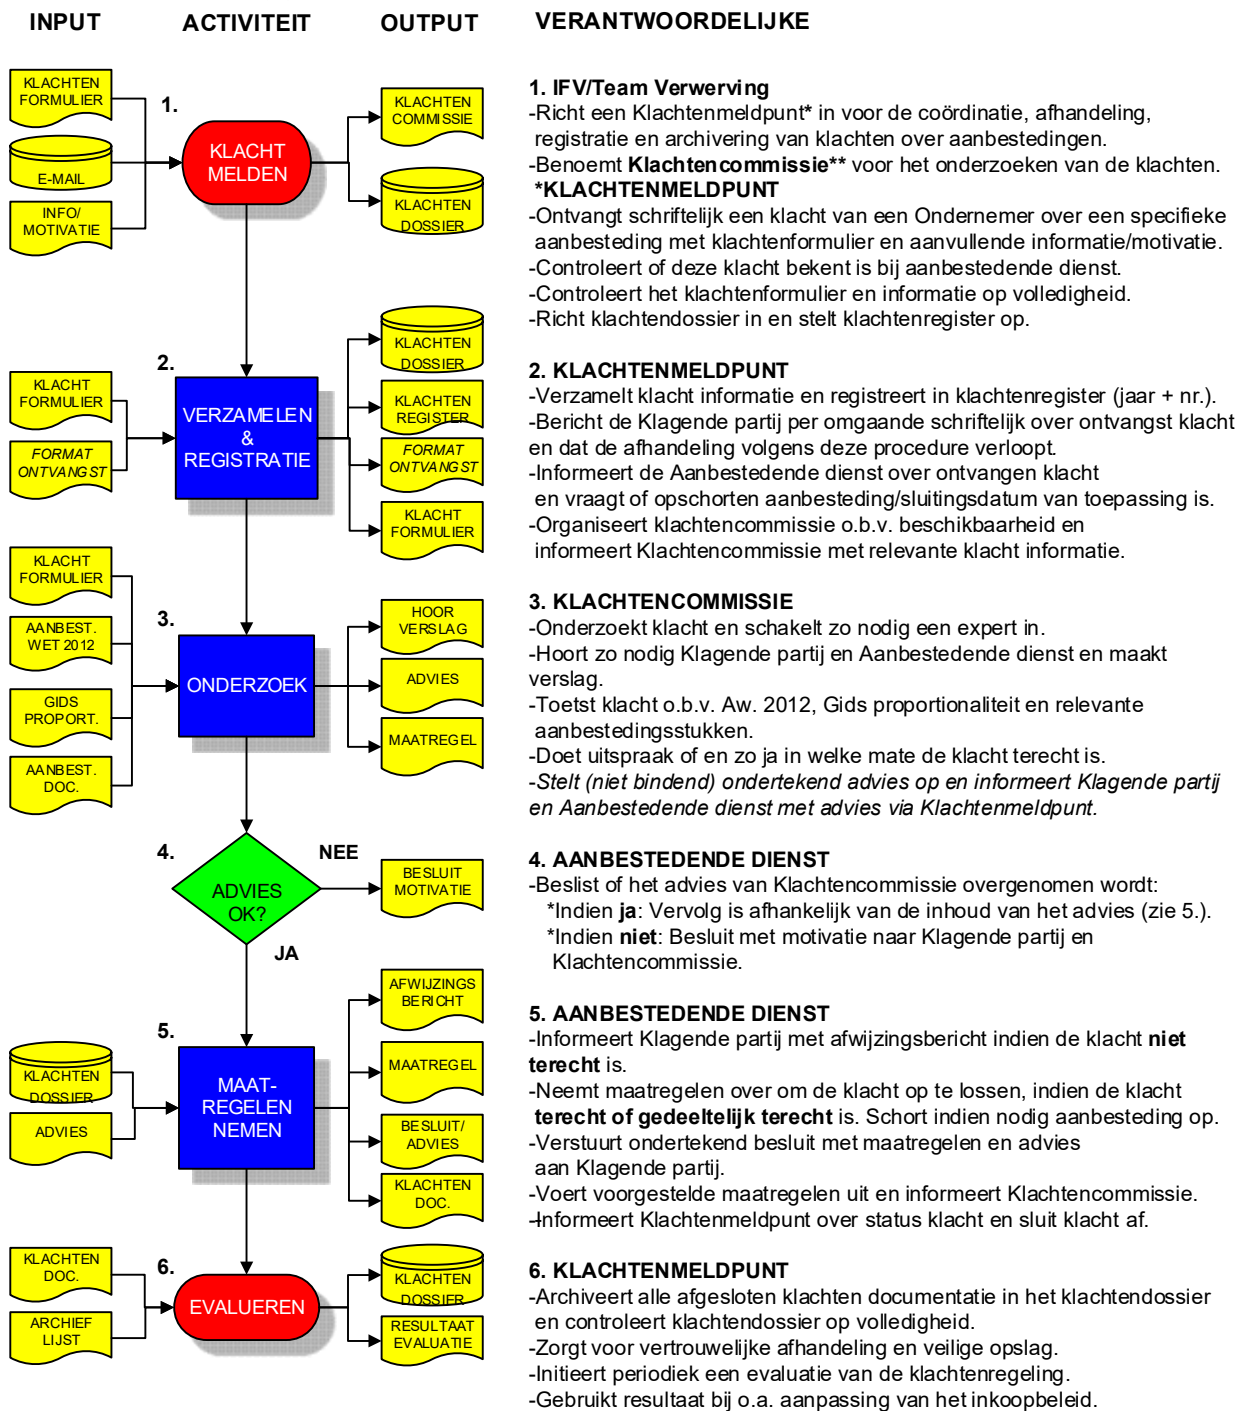 INPUT
ACTIVITEIT
OUTPUT
VERANTWOORDELIJKE
KLACHTEN
FORMULIER
E-MAIL
INFO/
MOTIVATIE
1.
KLACHT
MELDEN
KLACHTEN
COMMISSIE
KLACHTEN
DOSSIER
1. IFV/Team Verwerving
-Richt een Klachtenmeldpunt* in voor de coördinatie, afhandeling,
registratie en archivering van klachten over aanbestedingen.
-Benoemt Klachtencommissie** voor het onderzoeken van de klachten.
*KLACHTENMELDPUNT
-Ontvangt schriftelijk een klacht van een Ondernemer over een specifieke
aanbesteding met klachtenformulier en aanvullende informatie/motivatie.
-Controleert of deze klacht bekent is bij aanbestedende dienst.
-Controleert het klachtenformulier en informatie op volledigheid.
-Richt klachtendossier in en stelt klachtenregister op.
KLACHT
FORMULIER
FORMAT
ONTVANGST
2.
VERZAMELEN
&
REGISTRATIE
KLACHTEN
DOSSIER
KLACHTEN
REGISTER
FORMAT
ONTVANGST
KLACHT
FORMULIER
2. KLACHTENMELDPUNT
-Verzamelt klacht informatie en registreert in klachtenregister (jaar + nr.).
-Bericht de Klagende partij per omgaande schriftelijk over ontvangst klacht
en dat de afhandeling volgens deze procedure verloopt.
-Informeert de Aanbestedende dienst over ontvangen klacht
en vraagt of opschorten aanbesteding/sluitingsdatum van toepassing is.
-Organiseert klachtencommissie o.b.v. beschikbaarheid en
informeert Klachtencommissie met relevante klacht informatie.
KLACHT
FORMULIER
AANBEST.
WET 2012
GIDS
PROPORT.
AANBEST.
DOC.
3.
ONDERZOEK
HOOR
VERSLAG
ADVIES
MAATREGEL
3. KLACHTENCOMMISSIE
-Onderzoekt klacht en schakelt zo nodig een expert in.
-Hoort zo nodig Klagende partij en Aanbestedende dienst en maakt
verslag.
-Toetst klacht o.b.v. Aw. 2012, Gids proportionaliteit en relevante
aanbestedingsstukken.
-Doet uitspraak of en zo ja in welke mate de klacht terecht is.
-Stelt (niet bindend) ondertekend advies op en informeert Klagende partij
en Aanbestedende dienst met advies via Klachtenmeldpunt.
4.
ADVIES
OK?
NEE
JA
BESLUIT
MOTIVATIE
4. AANBESTEDENDE DIENST
-Beslist of het advies van Klachtencommissie overgenomen wordt:
*Indien ja: Vervolg is afhankelijk van de inhoud van het advies (zie 5.).
*Indien niet: Besluit met motivatie naar Klagende partij en
Klachtencommissie.
KLACHTEN
DOSSIER
ADVIES
5.
MAAT-
REGELEN
NEMEN
AFWIJZINGS
BERICHT
MAATREGEL
BESLUIT/
ADVIES
KLACHTEN
DOC.
5. AANBESTEDENDE DIENST
-Informeert Klagende partij met afwijzingsbericht indien de klacht niet
terecht is.
-Neemt maatregelen over om de klacht op te lossen, indien de klacht
terecht of gedeeltelijk terecht is. Schort indien nodig aanbesteding op.
-Verstuurt ondertekend besluit met maatregelen en advies
aan Klagende partij.
-Voert voorgestelde maatregelen uit en informeert Klachtencommissie.
-Informeert Klachtenmeldpunt over status klacht en sluit klacht af.
KLACHTEN
DOC.
ARCHIEF
LIJST
6.
EVALUEREN
KLACHTEN
DOSSIER
RESULTAAT
EVALUATIE
6. KLACHTENMELDPUNT
-Archiveert alle afgesloten klachten documentatie in het klachtendossier
en controleert klachtendossier op volledigheid.
-Zorgt voor vertrouwelijke afhandeling en veilige opslag.
-Initieert periodiek een evaluatie van de klachtenregeling.
-Gebruikt resultaat bij o.a. aanpassing van het inkoopbeleid.